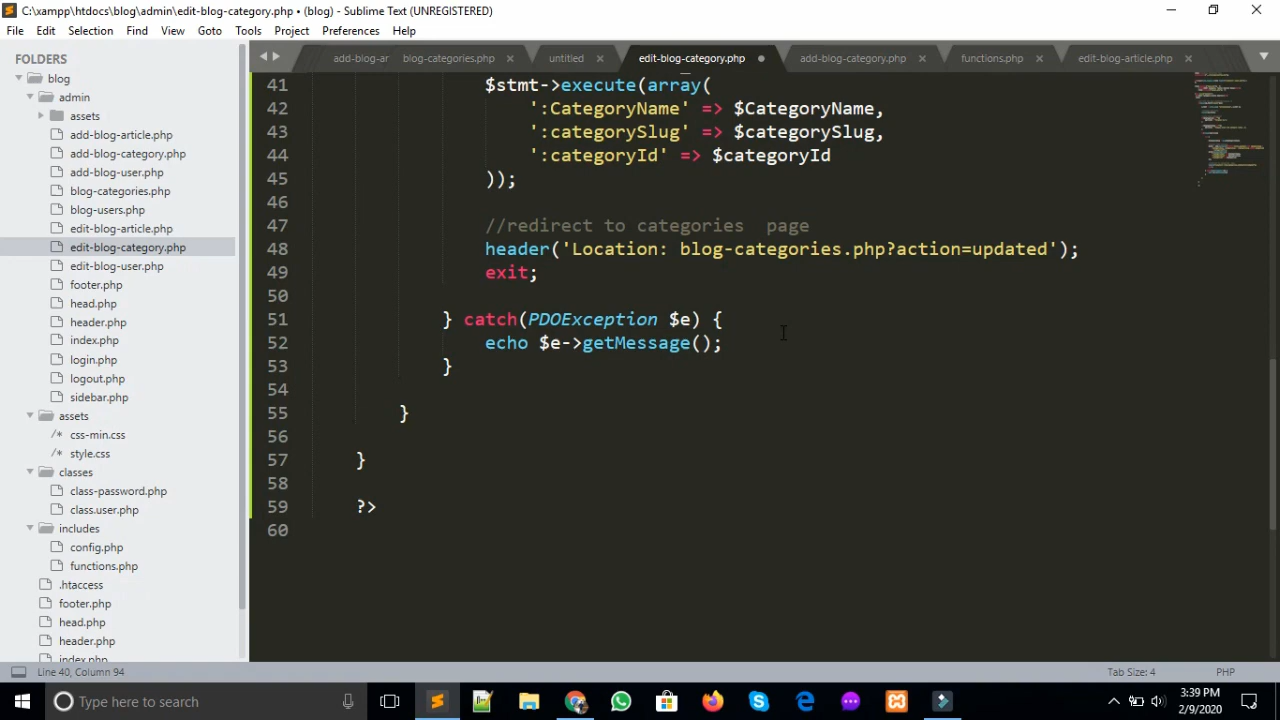 C:\xampp\htdocs\blog\admin\edit-blog-category.php • (blog) - Sublime Text (UNREGISTERED)
File Edit Selection Find View Goto Tools Project Preferences Help
FOLDERS
blog
admin
assets
add-blog-article.php
add-blog-category.php
add-blog-user.php
blog-categories.php
blog-users.php
edit-blog-article.php
edit-blog-category.php
edit-blog-user.php
footer.php
head.php
header.php
index.php
login.php
logout.php
sidebar.php
assets
/* css-min.css
/* style.css
classes
class-password.php
class.user.php
includes
config.php
functions.php
.htaccess
footer.php
head.php
header.php
index.php
add-blog-ar blog-categories.php × untitled × edit-blog-category.php • add-blog-category.php × functions.php × edit-blog-article.php ×
41 $stmt->execute(array(
42 ':CategoryName' => $CategoryName,
43 ':categorySlug' => $categorySlug,
44 ':categoryId' => $categoryId
45 ));
46
47 //redirect to categories  page
48 header('Location: blog-categories.php?action=updated');
49 exit;
50
51 } catch(PDOException $e) {
52 echo $e->getMessage();
53 }
54
55 }
56
57 }
58
59 ?>
60
Line 40, Column 94 Tab Size: 4 PHP
Type here to search
3:39 PM
2/9/2020